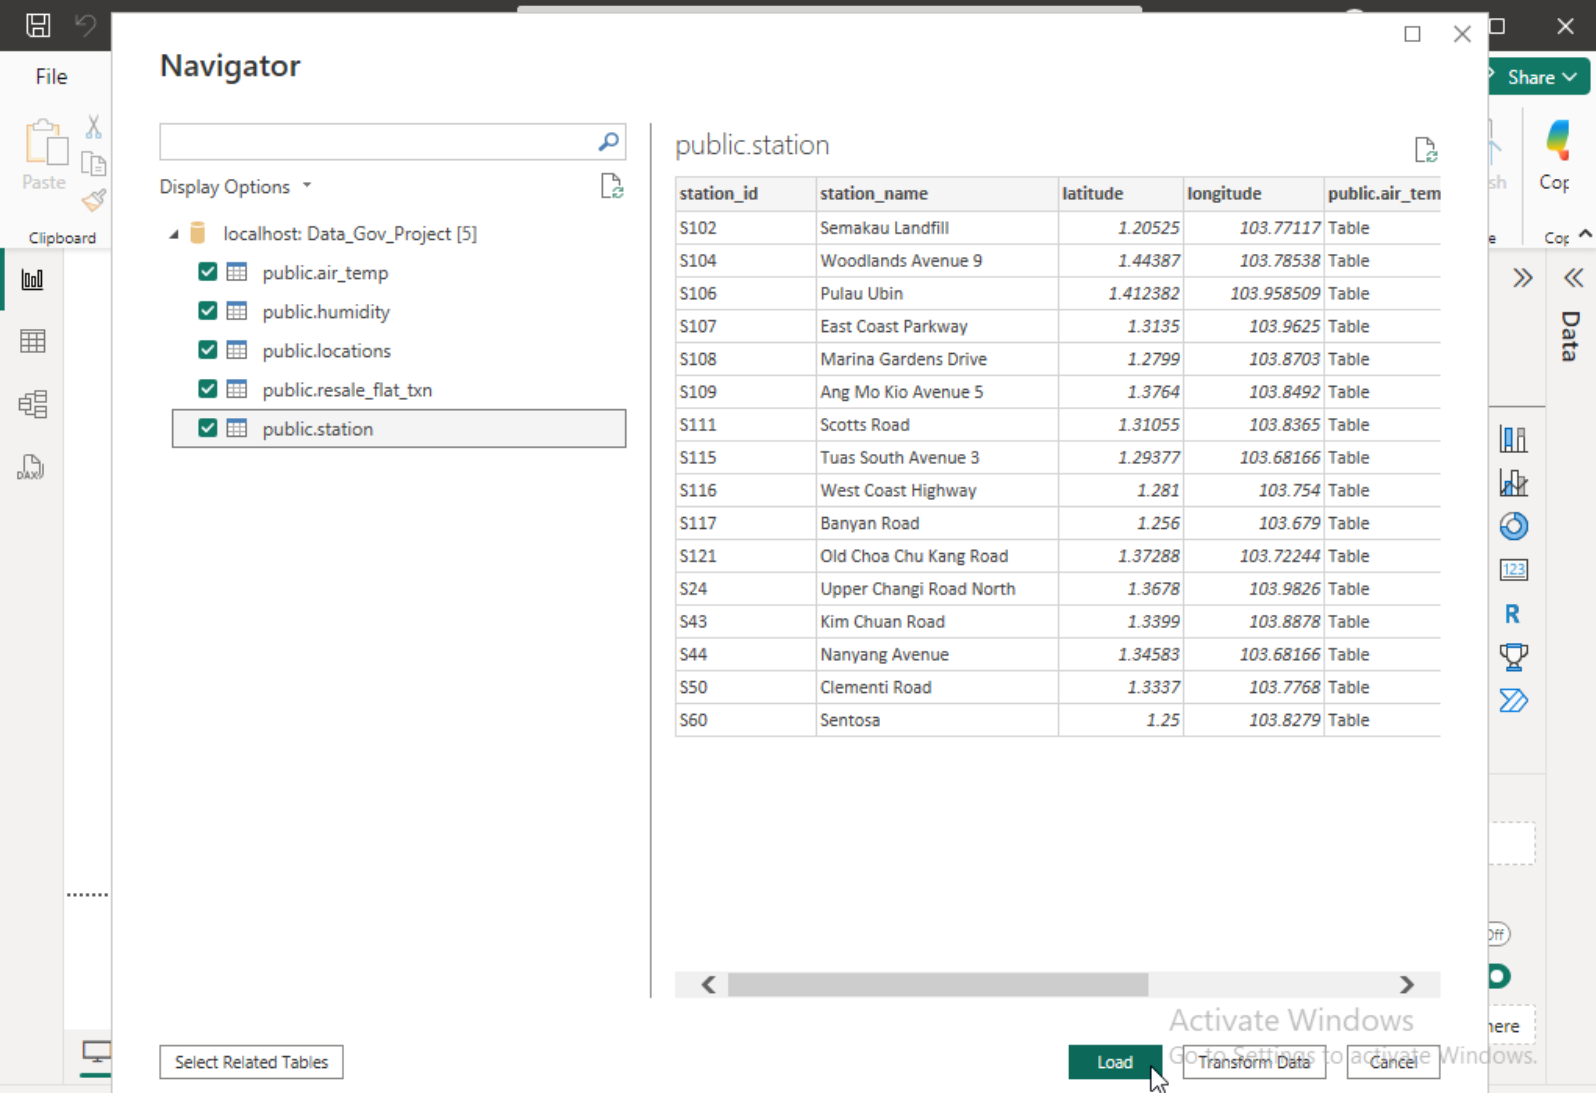 File
Share
Paste
Clipboard
Navigator
Display Options
localhost: Data_Gov_Project [5]
public.air_temp
public.humidity
public.locations
public.resale_flat_txn
public.station
public.station
station_id station_name latitude longitude public.air_tem
S102 Semakau Landfill 1.20525 103.77117 Table
S104 Woodlands Avenue 9 1.44387 103.78538 Table
S106 Pulau Ubin 1.412382 103.958509 Table
S107 East Coast Parkway 1.3135 103.9625 Table
S108 Marina Gardens Drive 1.2799 103.8703 Table
S109 Ang Mo Kio Avenue 5 1.3764 103.8492 Table
S111 Scotts Road 1.31055 103.8365 Table
S115 Tuas South Avenue 3 1.29377 103.68166 Table
S116 West Coast Highway 1.281 103.754 Table
S117 Banyan Road 1.256 103.679 Table
S121 Old Choa Chu Kang Road 1.37288 103.72244 Table
S24 Upper Changi Road North 1.3678 103.9826 Table
S43 Kim Chuan Road 1.3399 103.8878 Table
S44 Nanyang Avenue 1.34583 103.68166 Table
S50 Clementi Road 1.3337 103.7768 Table
S60 Sentosa 1.25 103.8279 Table
Select Related Tables
Load
Transform Data
Cancel
Activate Windows
Go to Settings to activate Windows.
sh
Cop
e
Cop
Data
DAX
123
R
Off
here